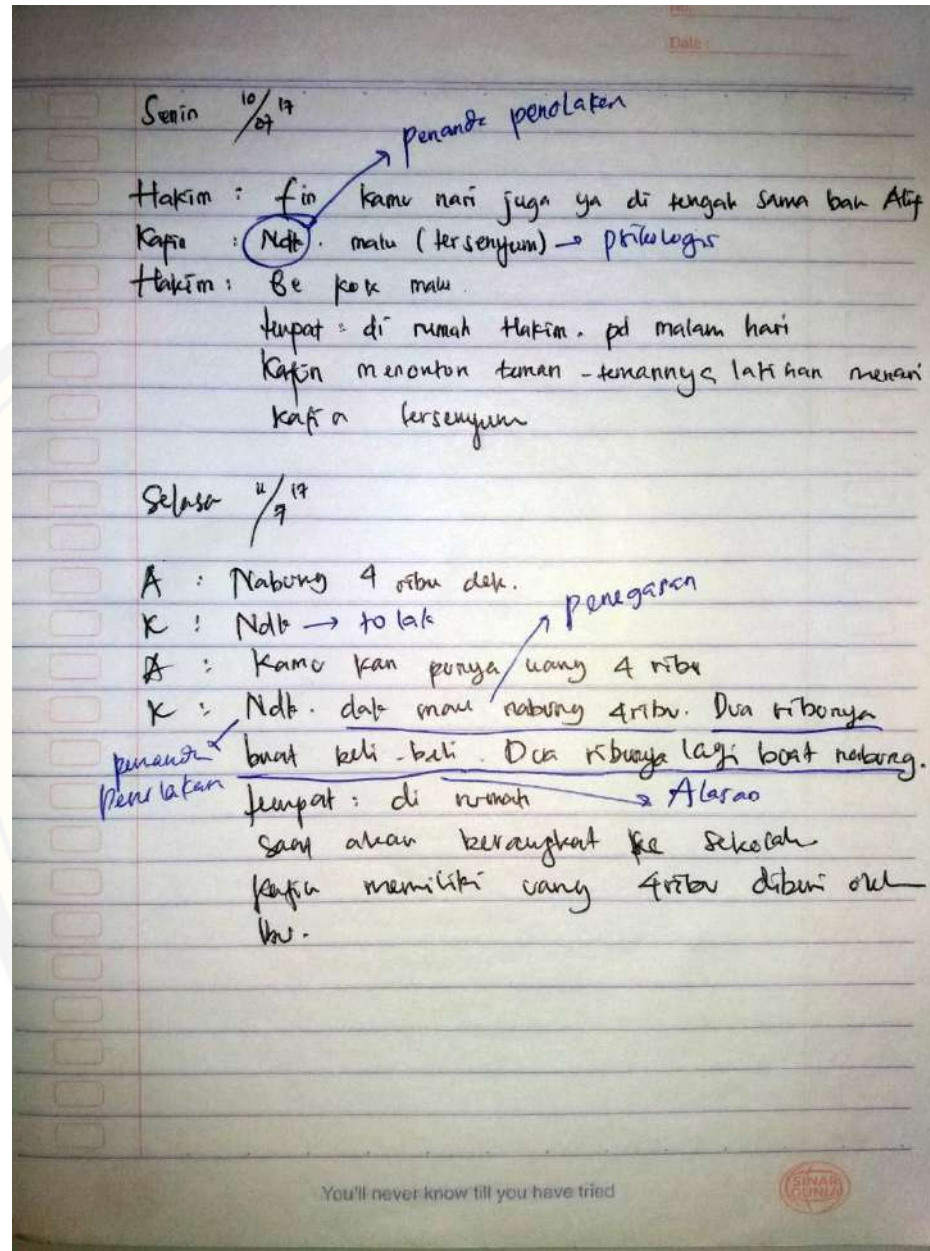 No:
Date :
Senin 10/07 17
penanda penolakan
Hakim : fin kamu nari juga ya di tengah sama bah Alif
Kafin : Ndk. malu (tersenyum) → psikologis
Hakim : Be kok malu.
tempat : di rumah Hakim. pd malam hari
Kafin menonton teman-temannya latihan menari
Kafin tersenyum
Selasa 11/7 17
A : Nabung 4 ribu dek.
K : Ndk → tolak
penegasan
A : Kamu kan punya uang 4 ribu
K : Ndk. dak mau nabung 4ribu. Dua ribunya
penanda penolakan
buat beli-beli. Dua ribunya lagi buat nabung.
Alasan
tempat : di rumah
saat akan berangkat ke sekolah
Kafin memiliki uang 4ribu diberi oleh
Ibu.
You'll never know till you have tried
SINAR DUNIA